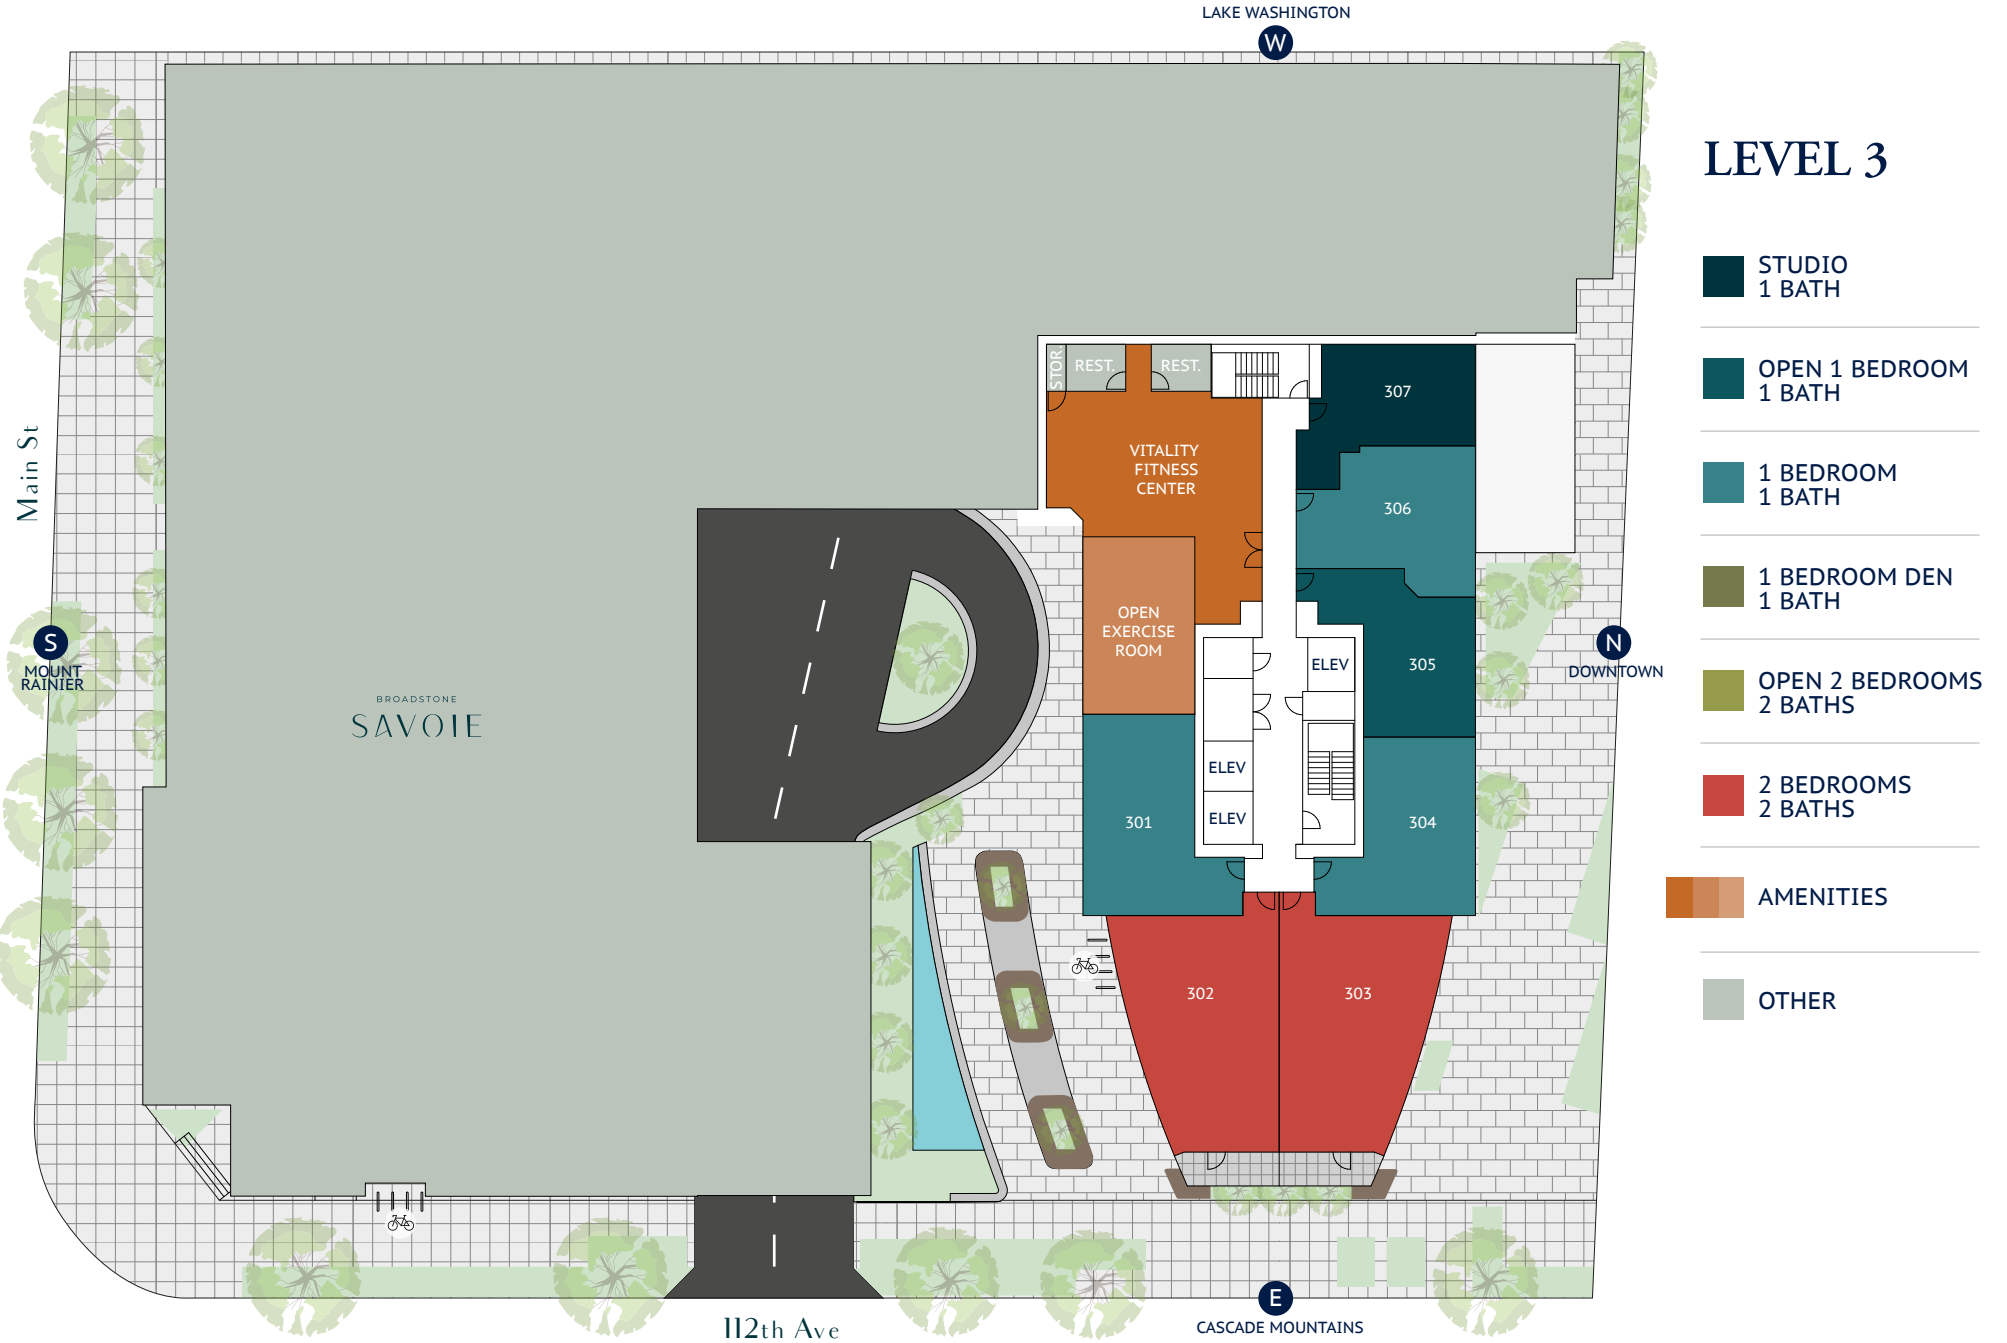 LAKE WASHINGTON
W
LEVEL 3
STUDIO
1 BATH
OPEN 1 BEDROOM
1 BATH
1 BEDROOM
1 BATH
1 BEDROOM DEN
1 BATH
OPEN 2 BEDROOMS
2 BATHS
2 BEDROOMS
2 BATHS
AMENITIES
OTHER
STOR.
REST.
REST.
307
VITALITY
FITNESS
CENTER
306
OPEN
EXERCISE
ROOM
ELEV
305
ELEV
ELEV
301
304
302
303
Main St
S
MOUNT
RAINIER
N
DOWNTOWN
BROADSTONE
SAVOIE
E
CASCADE MOUNTAINS
112th Ave